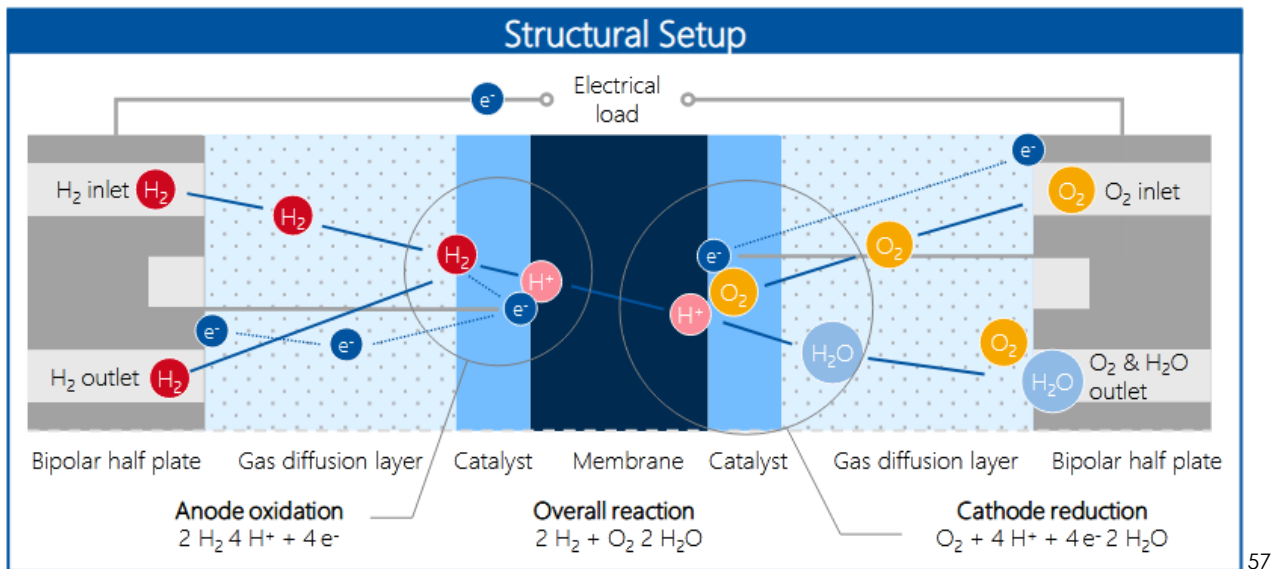 Structural Setup
e⁻
Electrical
load
e⁻
H₂ inlet H₂
H₂
O₂ O₂ inlet
O₂
H₂
e⁻
H⁺
O₂
H⁺
e⁻
e⁻
e⁻
H₂O
O₂
H₂ outlet H₂
H₂O
O₂ & H₂O
outlet
Bipolar half plate Gas diffusion layer Catalyst Membrane Catalyst Gas diffusion layer Bipolar half plate
Anode oxidation Overall reaction Cathode reduction
2 H₂ 4 H⁺ + 4 e⁻ 2 H₂ + O₂ 2 H₂O O₂ + 4 H⁺ + 4 e⁻ 2 H₂O
57